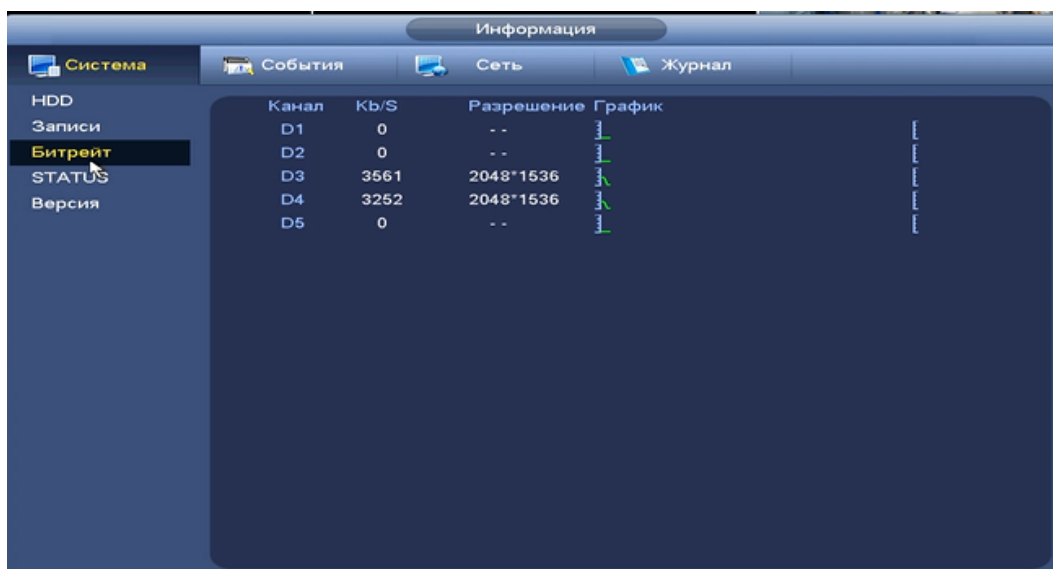 Информация
Система События Сеть Журнал
HDD
Записи
Битрейт
STATUS
Версия
Канал Kb/S Разрешение График
D1 0 - -
D2 0 - -
D3 3561 2048*1536
D4 3252 2048*1536
D5 0 - -